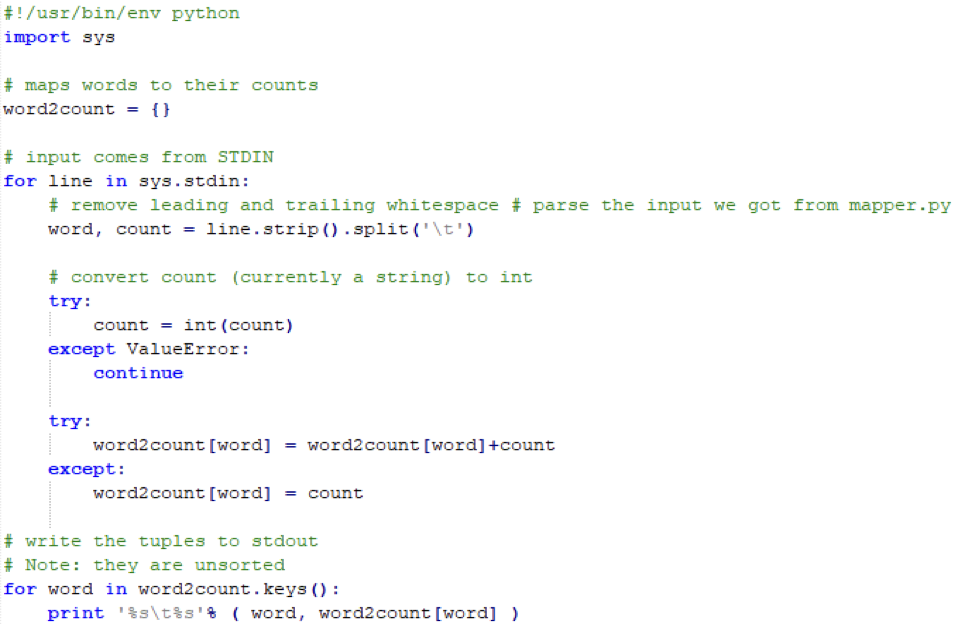 #!/usr/bin/env python
import sys

# maps words to their counts
word2count = {}

# input comes from STDIN
for line in sys.stdin:
    # remove leading and trailing whitespace # parse the input we got from mapper.py
    word, count = line.strip().split('\t')

    # convert count (currently a string) to int
    try:
        count = int(count)
    except ValueError:
        continue

    try:
        word2count[word] = word2count[word]+count
    except:
        word2count[word] = count

# write the tuples to stdout
# Note: they are unsorted
for word in word2count.keys():
    print '%s\t%s'% ( word, word2count[word] )